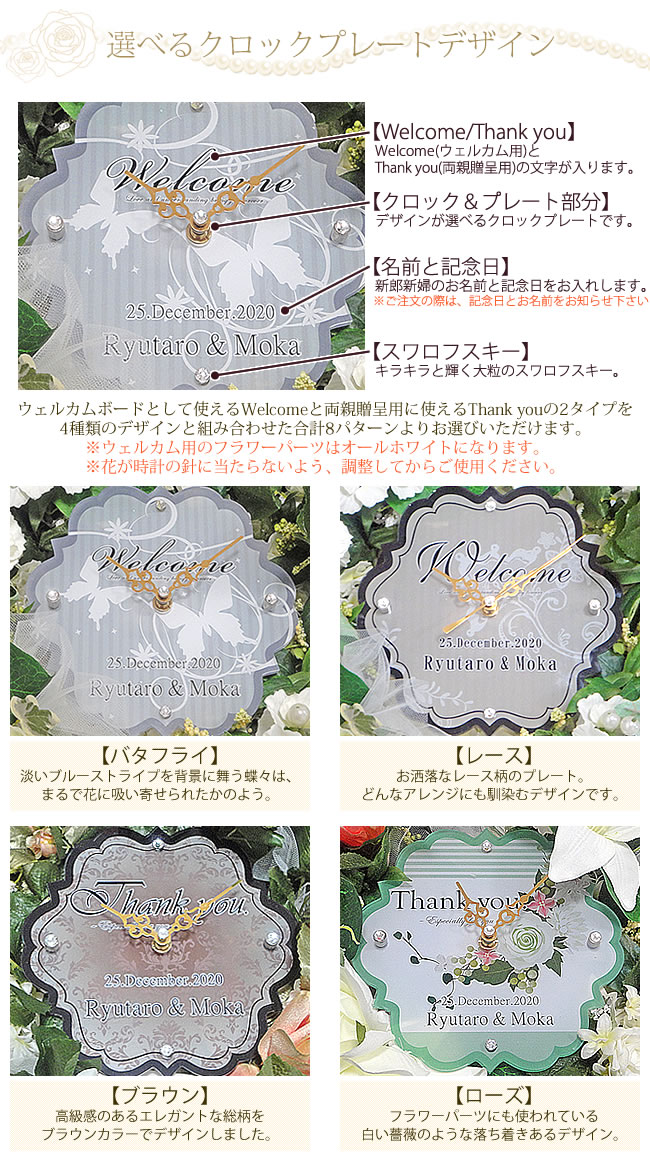 選べるクロックプレートデザイン
Welcome
25.December.2020
Ryutaro & Moka
【Welcome/Thank you】
Welcome(ウェルカム用)と
Thank you(両親贈呈用)の文字が入ります。
【クロック＆プレート部分】
デザインが選べるクロックプレートです。
【名前と記念日】
新郎新婦のお名前と記念日をお入れします。
※ご注文の際は、記念日とお名前をお知らせ下さい
【スワロフスキー】
キラキラと輝く大粒のスワロフスキー。
ウェルカムボードとして使えるWelcomeと両親贈呈用に使えるThank youの2タイプを
4種類のデザインと組み合わせた合計8パターンよりお選びいただけます。
※ウェルカム用のフラワーパーツはオールホワイトになります。
※花が時計の針に当たらないよう、調整してからご使用ください。
Welcome
25.December.2020
Ryutaro & Moka
【バタフライ】
淡いブルーストライプを背景に舞う蝶々は、
まるで花に吸い寄せられたかのよう。
Welcome
25.December.2020
Ryutaro & Moka
【レース】
お洒落なレース柄のプレート。
どんなアレンジにも馴染むデザインです。
Thank you.
25.December.2020
Ryutaro & Moka
【ブラウン】
高級感のあるエレガントな総柄を
ブラウンカラーでデザインしました。
Thank you
25.December.2020
Ryutaro & Moka
【ローズ】
フラワーパーツにも使われている
白い薔薇のような落ち着きあるデザイン。